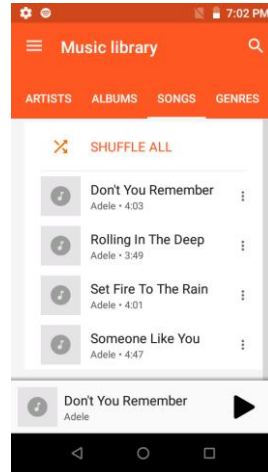 7:02 PM
Music library
ARTISTS ALBUMS SONGS GENRES
SHUFFLE ALL
Don't You Remember
Adele • 4:03
Rolling In The Deep
Adele • 3:49
Set Fire To The Rain
Adele • 4:01
Someone Like You
Adele • 4:47
Don't You Remember
Adele